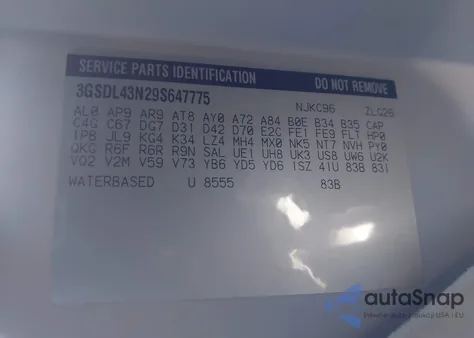 SERVICE PARTS IDENTIFICATION DO NOT REMOVE
3GSDL43N29S647775 NJKC96 ZLG26
AL0 AP9 AR9 AT8 AY0 A72 A84 B0E B34 B35 CAP
C4G C67 DG7 D31 D42 D70 E2C FE1 FE9 FLT HP0
IP8 JL9 KG4 K34 LZ4 MH4 MX0 NK5 NT7 NVH PY0
QKG R6F R6R R9N SAL UE1 UH8 UK3 US8 UW6 U2K
VQ2 V2M V59 V73 YB6 YD5 YD6 ISZ 4IU 83B 83I
WATERBASED U 8555 83B
autaSnap